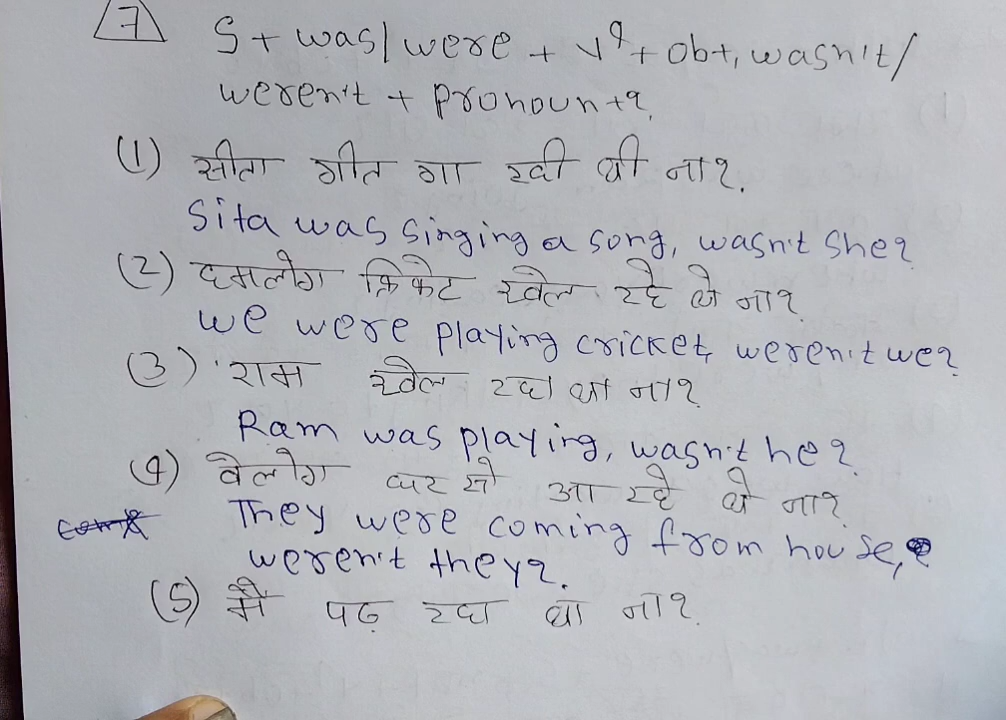 7
S + was/were + V⁹ + obt, wasn't/
weren't + pronoun + ?
(1) सीता गीत गा रही थी ना?
Sita was singing a song, wasn't she?
(2) हमलोग क्रिकेट खेल रहे थे ना?
we were playing cricket, weren't we?
(3) राम खेल रहा था ना?
Ram was playing, wasn't he?
(4) वेलोग घर से आ रहे थे ना?
They were coming from house,
weren't they?
(5) मैं पढ़ रहा था ना?